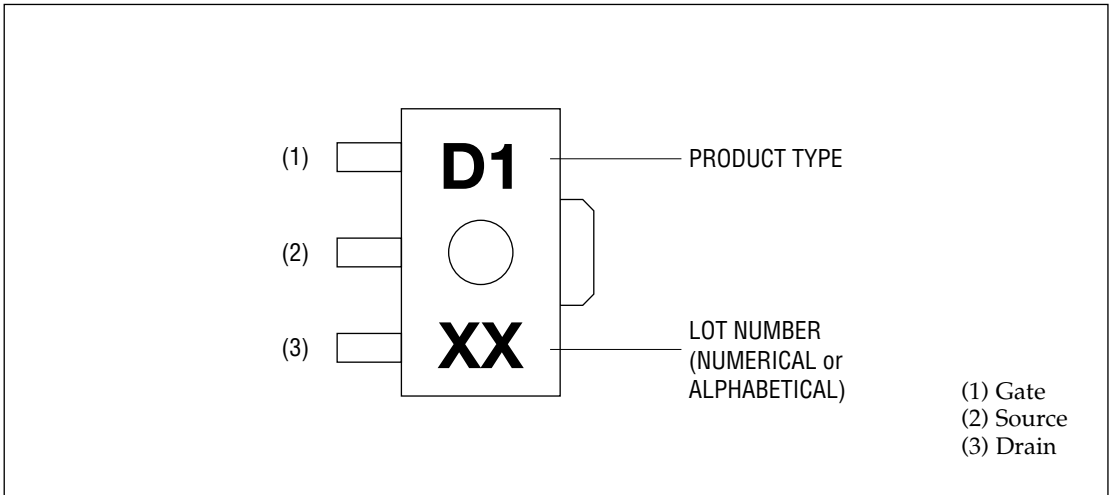 (1)
D1
PRODUCT TYPE
(2)
(3)
XX
LOT NUMBER
(NUMERICAL or
ALPHABETICAL)
(1) Gate
(2) Source
(3) Drain